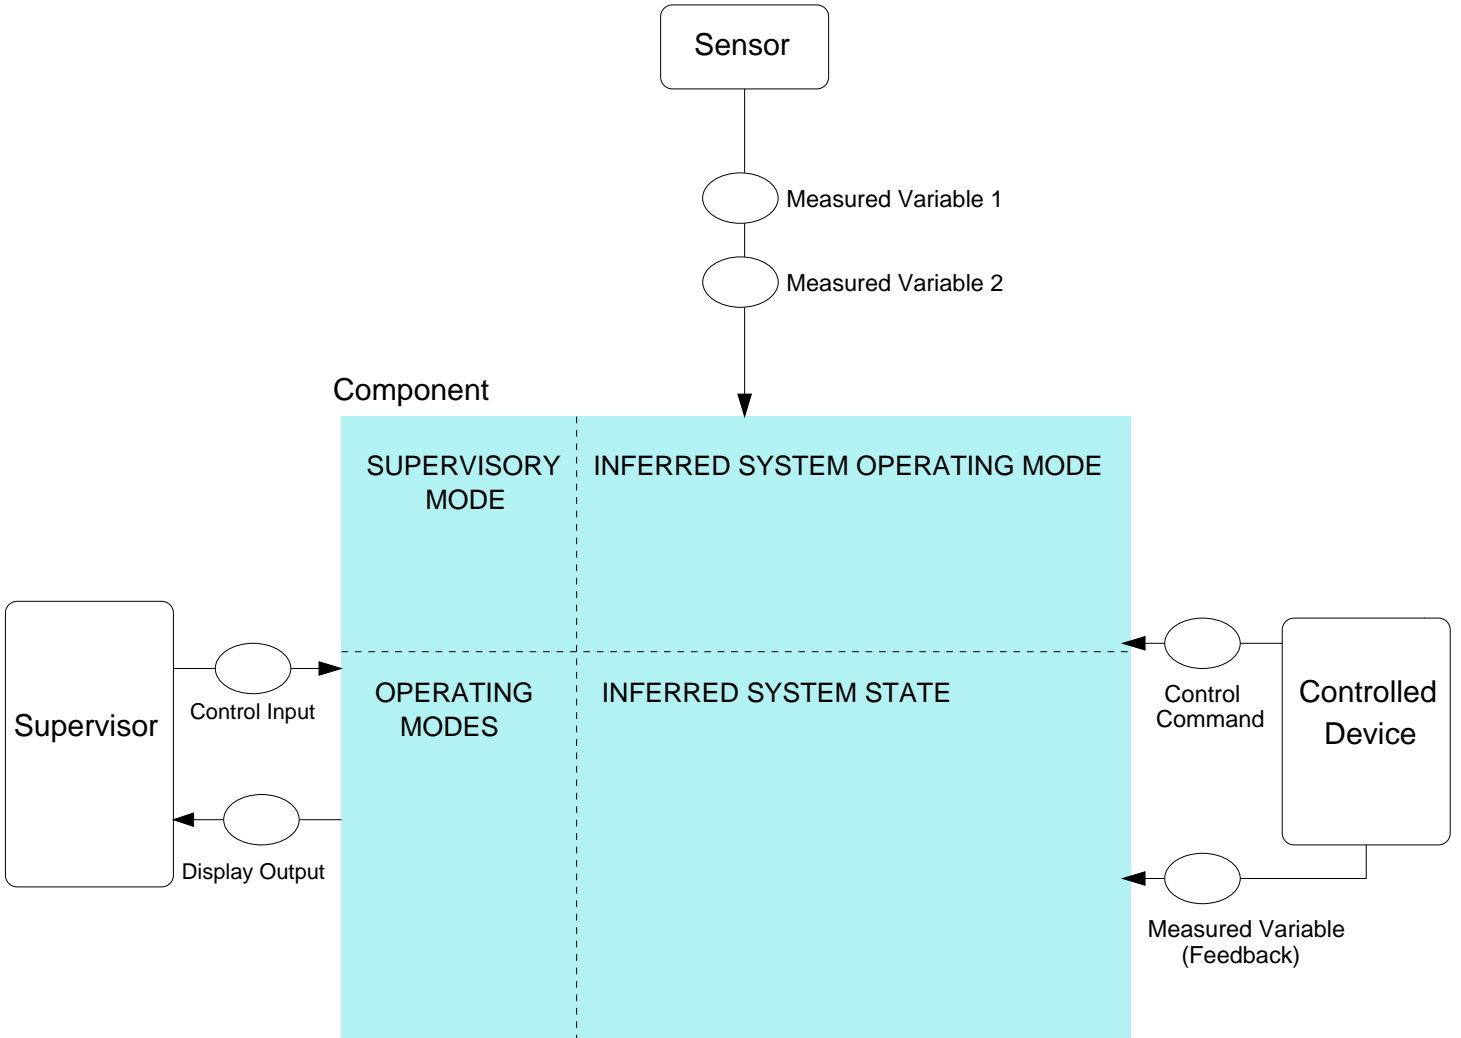 Sensor
Measured Variable 1
Measured Variable 2
Component
SUPERVISORY
MODE
INFERRED SYSTEM OPERATING MODE
OPERATING
MODES
INFERRED SYSTEM STATE
Supervisor
Control Input
Display Output
Control
Command
Controlled
Device
Measured Variable
(Feedback)